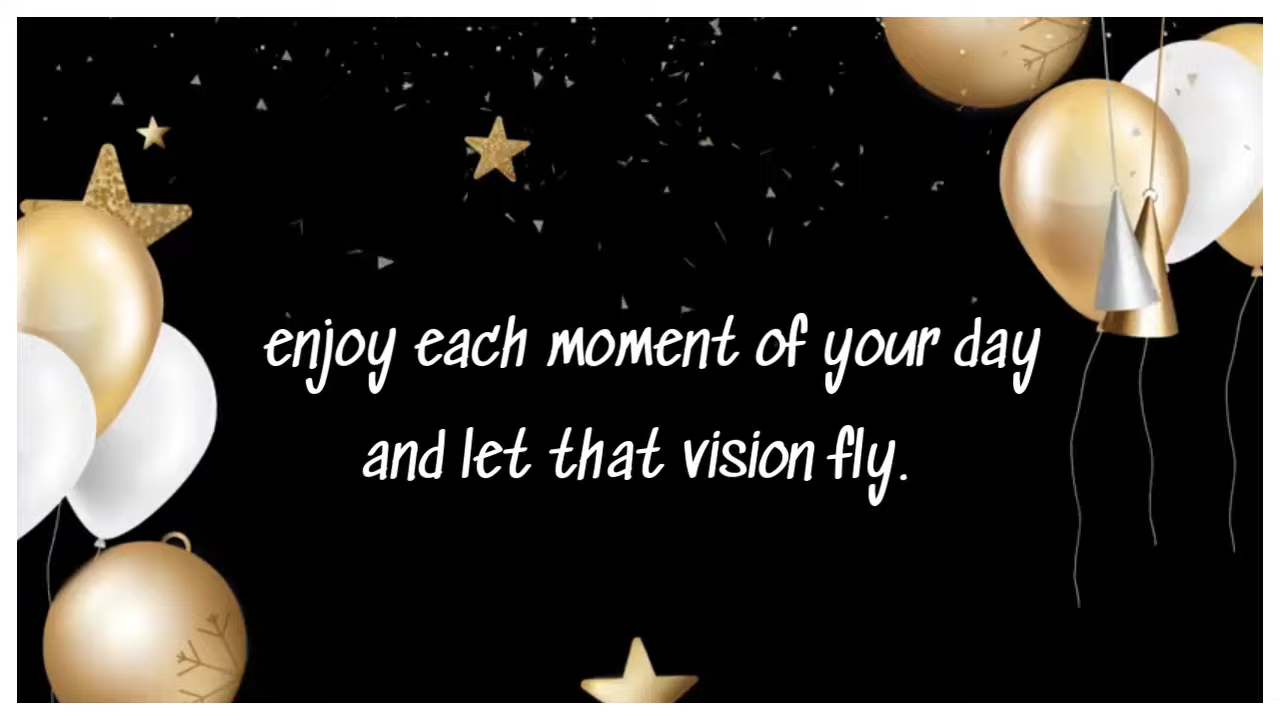 enjoy each moment of your day
and let that vision fly.